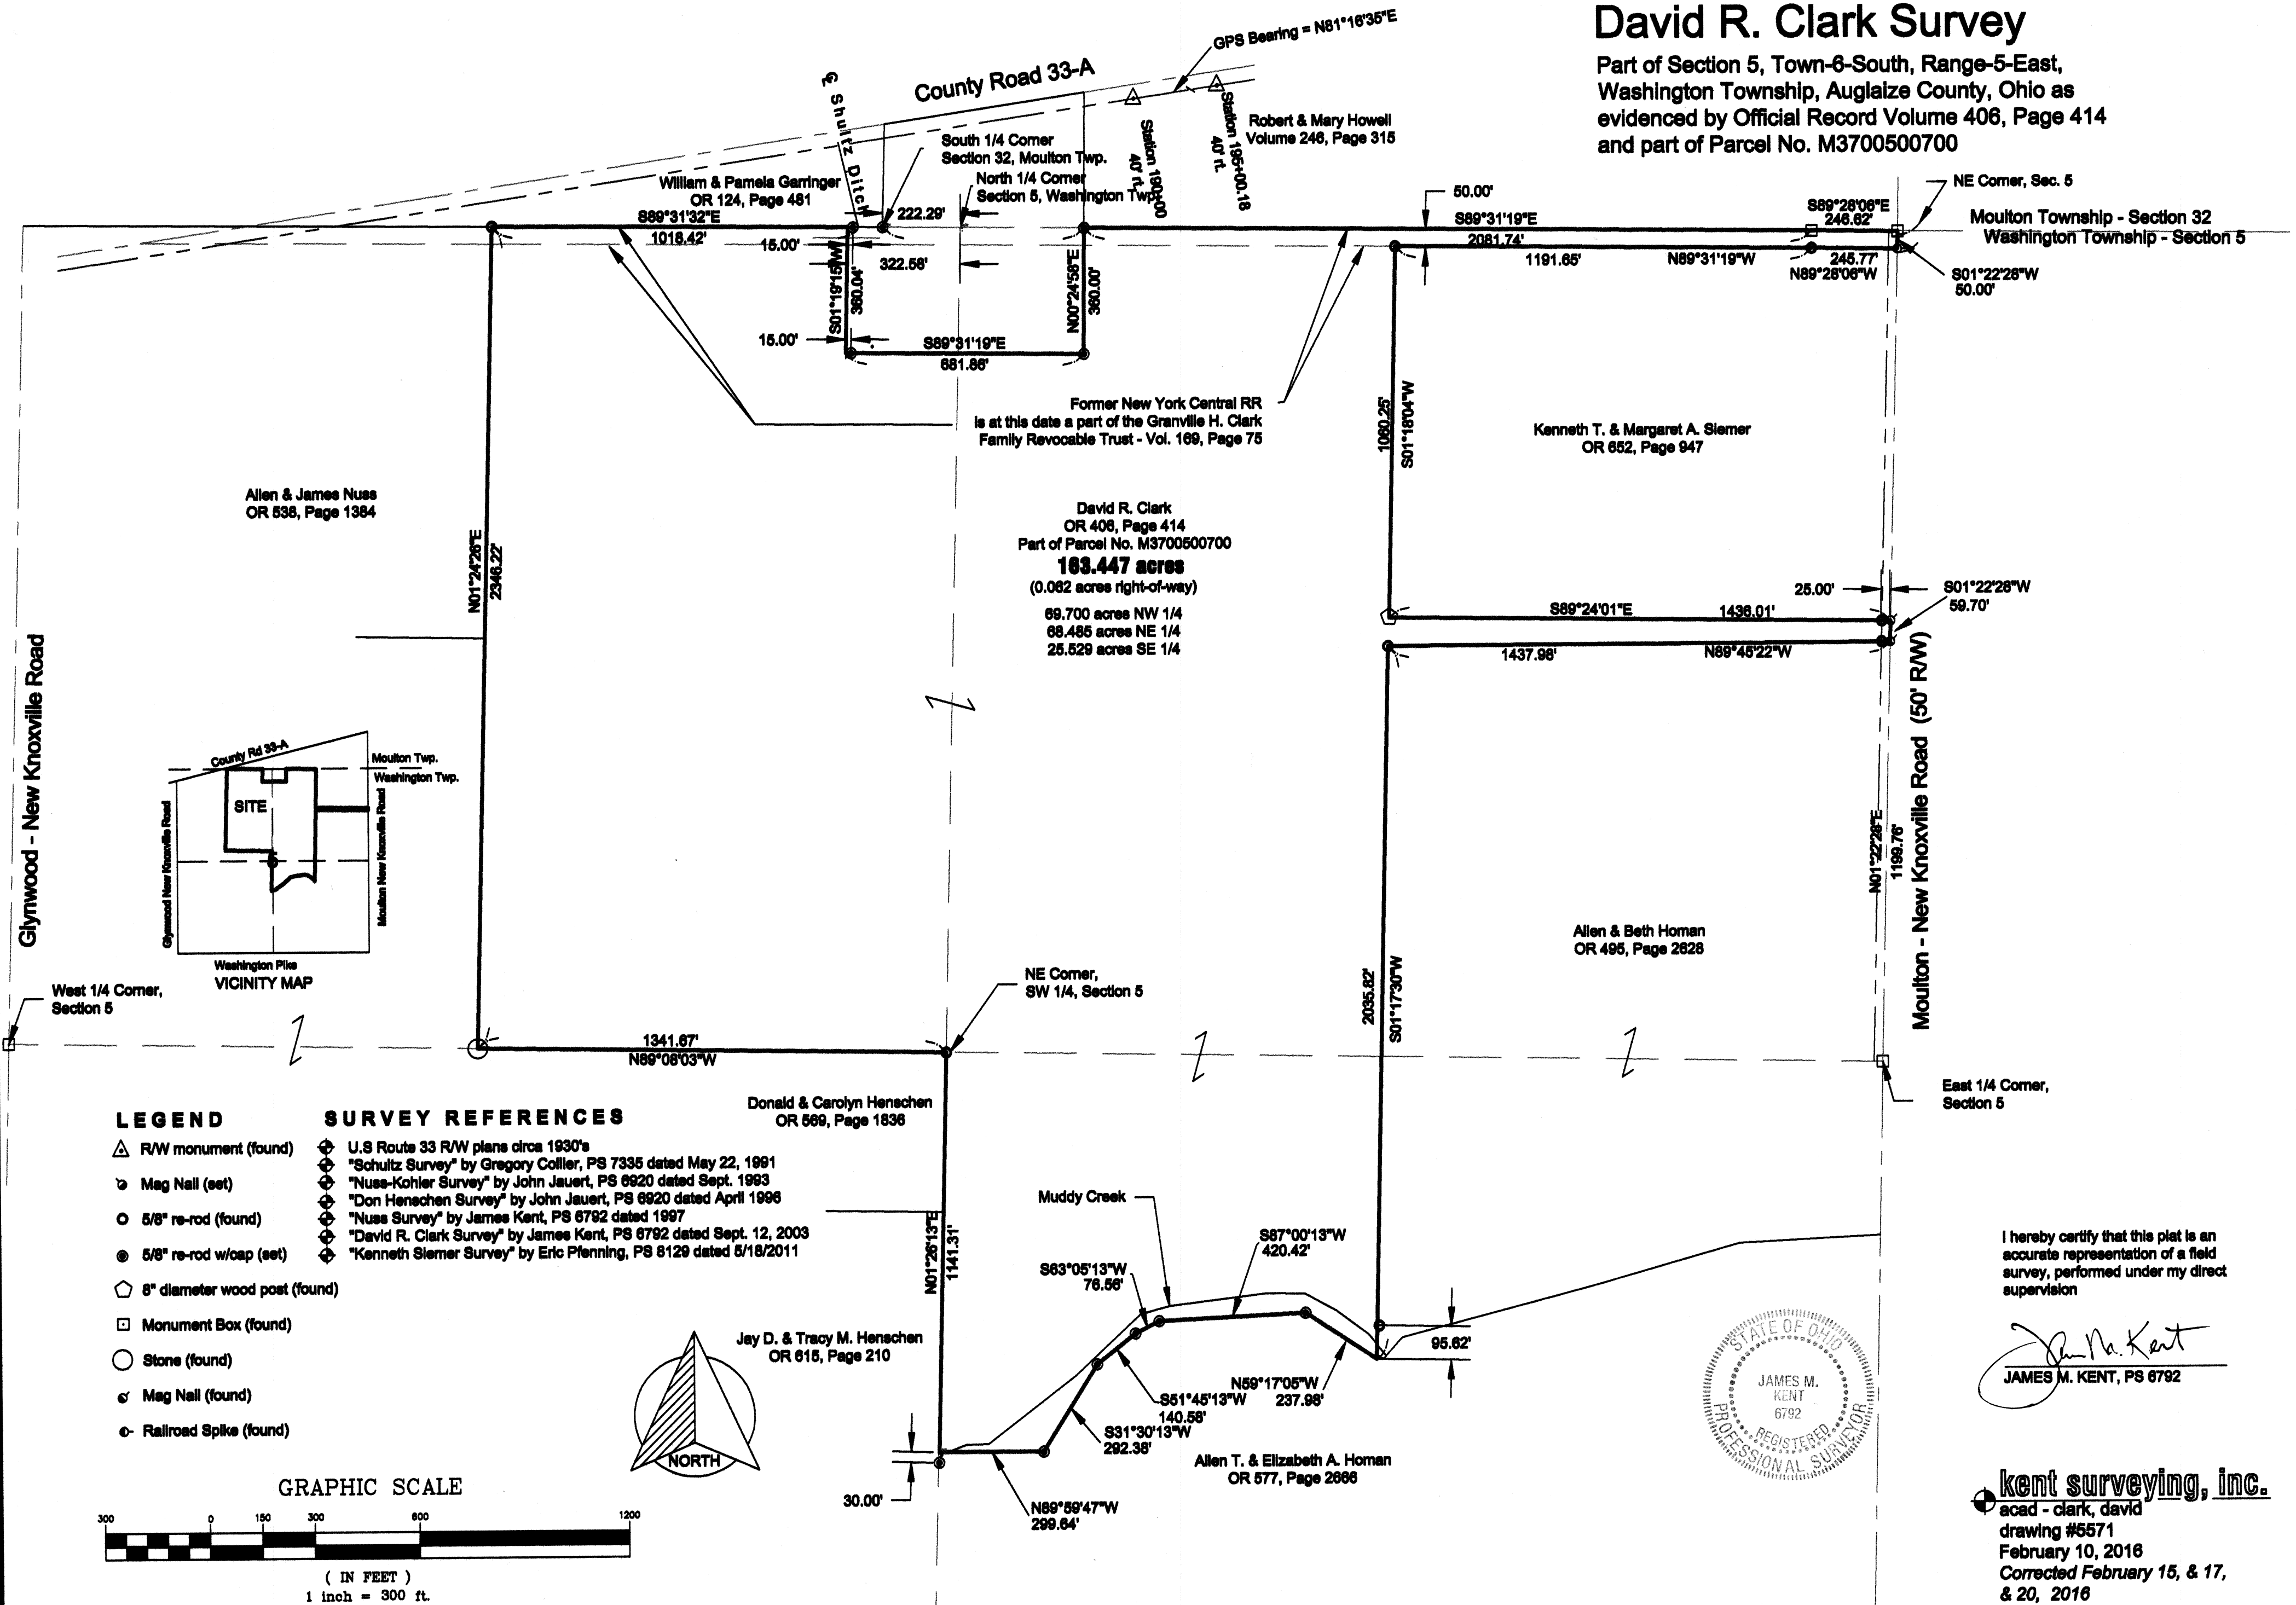 David R. Clark Survey
Part of Section 5, Town-6-South, Range-5-East,
Washington Township, Auglaize County, Ohio as
evidenced by Official Record Volume 406, Page 414
and part of Parcel No. M3700500700
GPS Bearing = N81°16'35"E
County Road 33-A
℄ Shultz Ditch
Station 190+00
40' rt.
Station 195+00.18
40' rt.
Robert & Mary Howell
Volume 246, Page 315
South 1/4 Corner
Section 32, Moulton Twp.
North 1/4 Corner
Section 5, Washington Twp.
William & Pamela Garringer
OR 124, Page 481
S89°31'32"E
1018.42'
222.29'
15.00'
322.58'
S01°19'15"W
360.04'
N00°24'58"E
360.00'
15.00'
S89°31'19"E
681.86'
50.00'
S89°31'19"E
2081.74'
S89°28'06"E
246.62'
NE Corner, Sec. 5
Moulton Township - Section 32
Washington Township - Section 5
1191.65'
N89°31'19"W
245.77'
N89°28'06"W
S01°22'28"W
50.00'
Former New York Central RR
is at this date a part of the Granville H. Clark
Family Revocable Trust - Vol. 169, Page 75
1060.25'
S01°18'04"W
Kenneth T. & Margaret A. Siemer
OR 652, Page 947
Allen & James Nuss
OR 538, Page 1384
N01°24'26"E
2346.22'
David R. Clark
OR 406, Page 414
Part of Parcel No. M3700500700
163.447 acres
(0.062 acres right-of-way)
69.700 acres NW 1/4
68.485 acres NE 1/4
25.529 acres SE 1/4
25.00'
S01°22'28"W
59.70'
S89°24'01"E
1436.01'
1437.98'
N89°45'22"W
Glynwood - New Knoxville Road
Moulton - New Knoxville Road (50' R/W)
N01°22'28"E
1199.76'
County Rd 33-A
Moulton Twp.
Washington Twp.
SITE
Glynwood New Knoxville Road
Moulton New Knoxville Road
Washington Pike
VICINITY MAP
West 1/4 Corner,
Section 5
NE Corner,
SW 1/4, Section 5
Allen & Beth Homan
OR 495, Page 2628
2035.82'
S01°17'30"W
1341.67'
N89°08'03"W
East 1/4 Corner,
Section 5
Donald & Carolyn Henschen
OR 569, Page 1836
LEGEND
R/W monument (found)
Mag Nail (set)
5/8" re-rod (found)
5/8" re-rod w/cap (set)
8" diameter wood post (found)
Monument Box (found)
Stone (found)
Mag Nail (found)
Railroad Spike (found)
SURVEY REFERENCES
U.S Route 33 R/W plans circa 1930's
"Schultz Survey" by Gregory Collier, PS 7335 dated May 22, 1991
"Nuss-Kohler Survey" by John Jauert, PS 6920 dated Sept. 1993
"Don Henschen Survey" by John Jauert, PS 6920 dated April 1996
"Nuss Survey" by James Kent, PS 6792 dated 1997
"David R. Clark Survey" by James Kent, PS 6792 dated Sept. 12, 2003
"Kenneth Siemer Survey" by Eric Pfenning, PS 8129 dated 5/18/2011
N01°26'13"E
1141.31'
Muddy Creek
S87°00'13"W
420.42'
S63°05'13"W
76.56'
Jay D. & Tracy M. Henschen
OR 615, Page 210
95.62'
N59°17'05"W
237.98'
S51°45'13"W
140.58'
S31°30'13"W
292.38'
30.00'
N89°59'47"W
299.64'
Allen T. & Elizabeth A. Homan
OR 577, Page 2666
NORTH
GRAPHIC SCALE
300 0 150 300 600 1200
( IN FEET )
1 inch = 300 ft.
I hereby certify that this plat is an
accurate representation of a field
survey, performed under my direct
supervision
James M. Kent
JAMES M. KENT, PS 6792
STATE OF OHIO
JAMES M.
KENT
6792
REGISTERED
PROFESSIONAL SURVEYOR
kent surveying, inc.
acad - clark, david
drawing #5571
February 10, 2016
Corrected February 15, & 17,
& 20, 2016